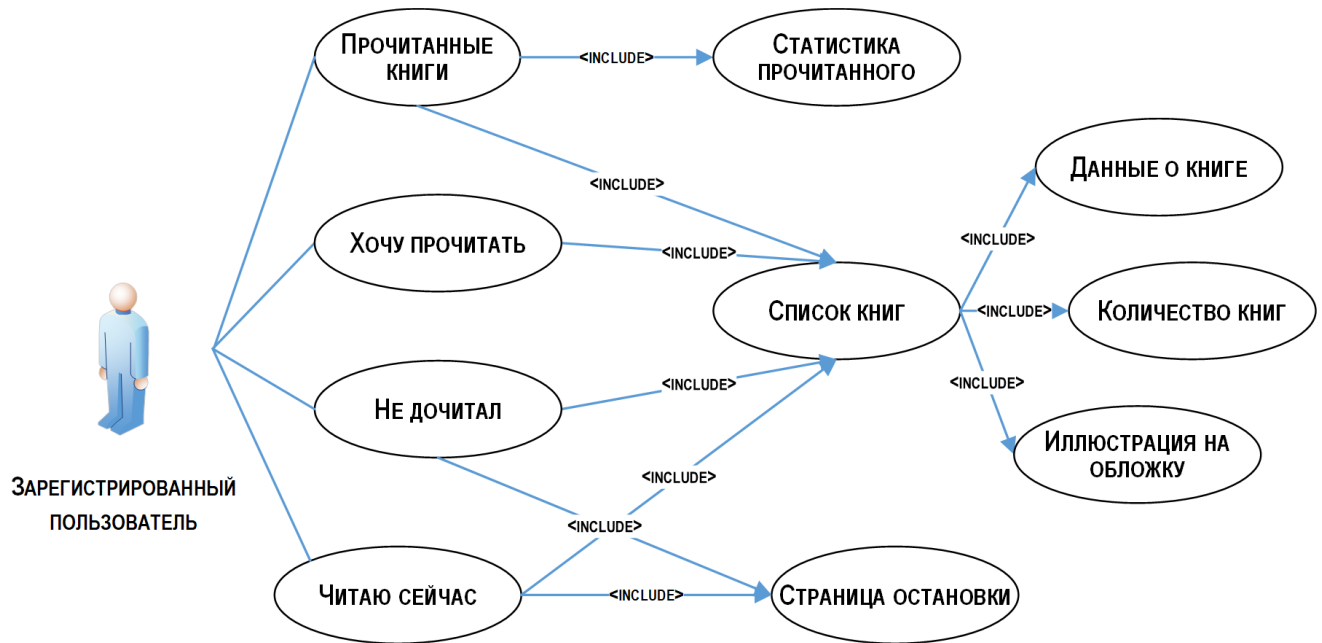 Прочитанные
книги
<INCLUDE>
Статистика
прочитанного
<INCLUDE>
Данные о книге
Хочу прочитать
<INCLUDE>
<INCLUDE>
Список книг
<INCLUDE>
Количество книг
Не дочитал
<INCLUDE>
<INCLUDE>
Иллюстрация на
обложку
Зарегистрированный
пользователь
<INCLUDE>
<INCLUDE>
Читаю сейчас
<INCLUDE>
Страница остановки